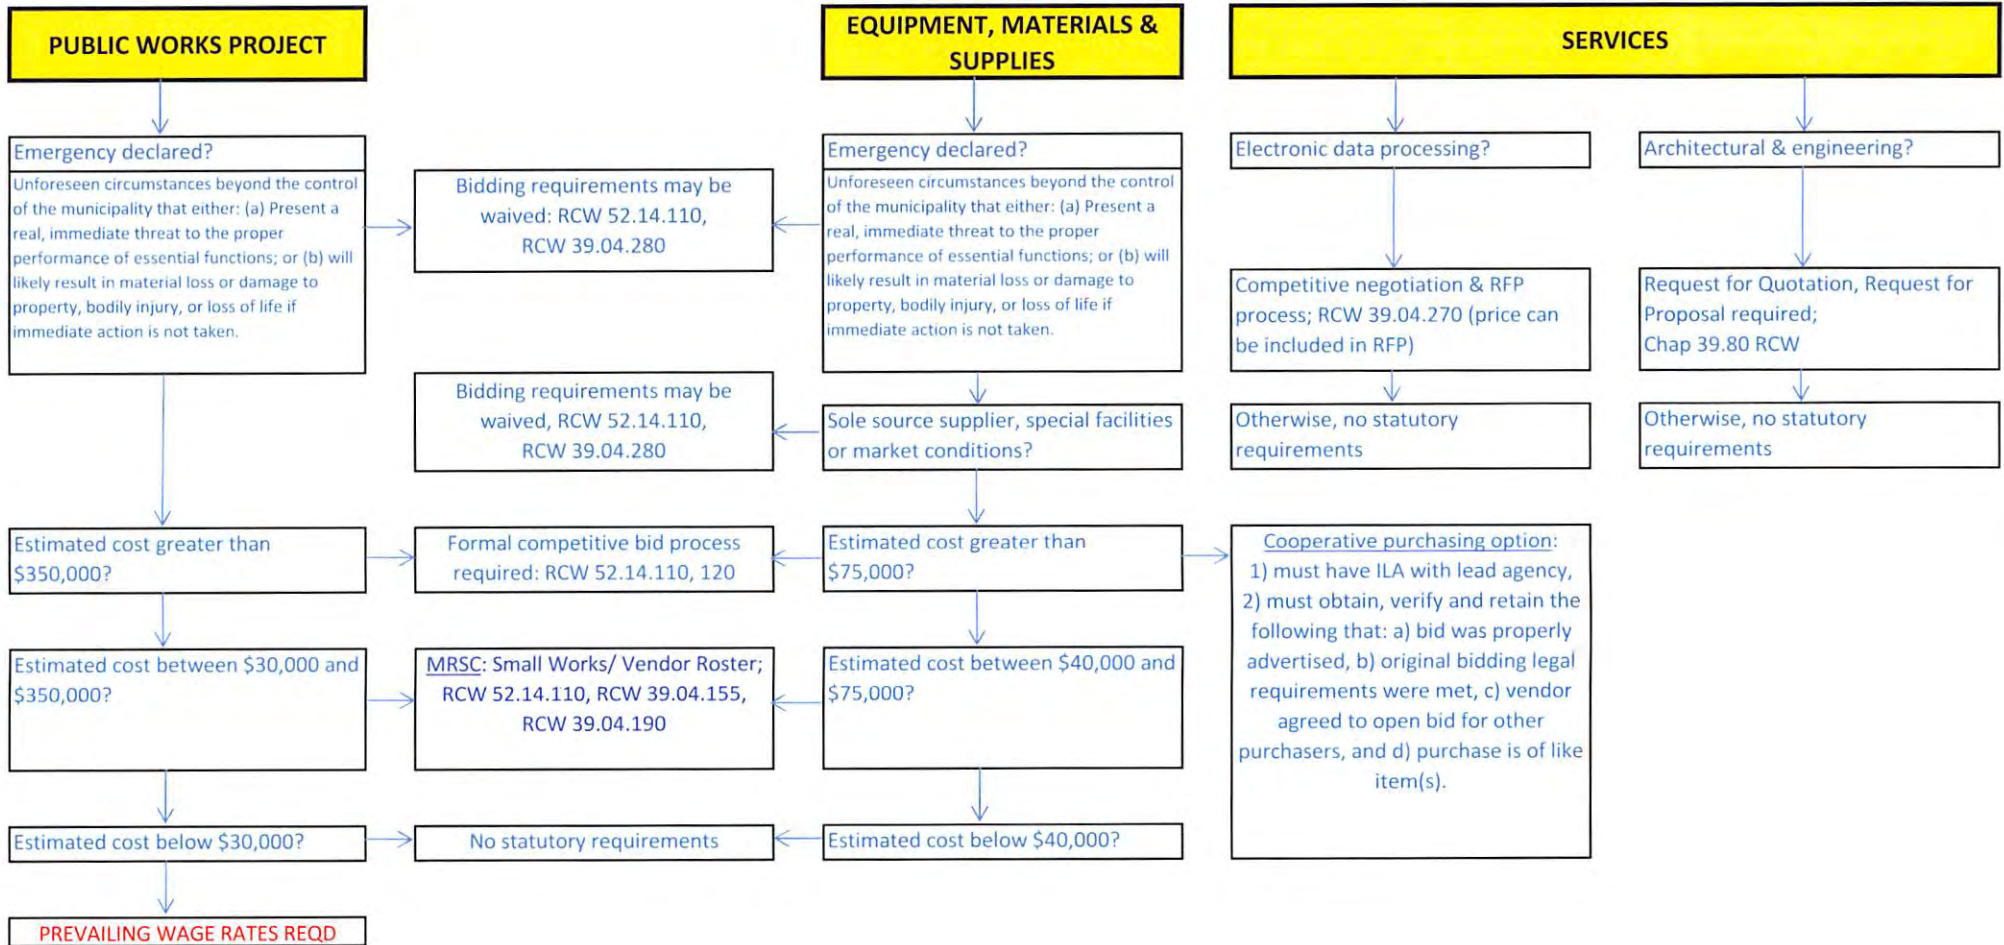 PUBLIC WORKS PROJECT
Emergency declared?
Unforeseen circumstances beyond the control
of the municipality that either: (a) Present a
real, immediate threat to the proper
performance of essential functions; or (b) will
likely result in material loss or damage to
property, bodily injury, or loss of life if
immediate action is not taken.
Estimated cost greater than
$350,000?
Estimated cost between $30,000 and
$350,000?
Estimated cost below $30,000?
PREVAILING WAGE RATES REQD
Bidding requirements may be
waived: RCW 52.14.110,
RCW 39.04.280
Bidding requirements may be
waived, RCW 52.14.110,
RCW 39.04.280
Formal competitive bid process
required: RCW 52.14.110, 120
MRSC: Small Works/ Vendor Roster;
RCW 52.14.110, RCW 39.04.155,
RCW 39.04.190
No statutory requirements
EQUIPMENT, MATERIALS &
SUPPLIES
Emergency declared?
Unforeseen circumstances beyond the control
of the municipality that either: (a) Present a
real, immediate threat to the proper
performance of essential functions; or (b) will
likely result in material loss or damage to
property, bodily injury, or loss of life if
immediate action is not taken.
Sole source supplier, special facilities
or market conditions?
Estimated cost greater than
$75,000?
Estimated cost between $40,000 and
$75,000?
Estimated cost below $40,000?
SERVICES
Electronic data processing?
Competitive negotiation & RFP
process; RCW 39.04.270 (price can
be included in RFP)
Otherwise, no statutory
requirements
Cooperative purchasing option:
1) must have ILA with lead agency,
2) must obtain, verify and retain the
following that: a) bid was properly
advertised, b) original bidding legal
requirements were met, c) vendor
agreed to open bid for other
purchasers, and d) purchase is of like
item(s).
Architectural & engineering?
Request for Quotation, Request for
Proposal required;
Chap 39.80 RCW
Otherwise, no statutory
requirements